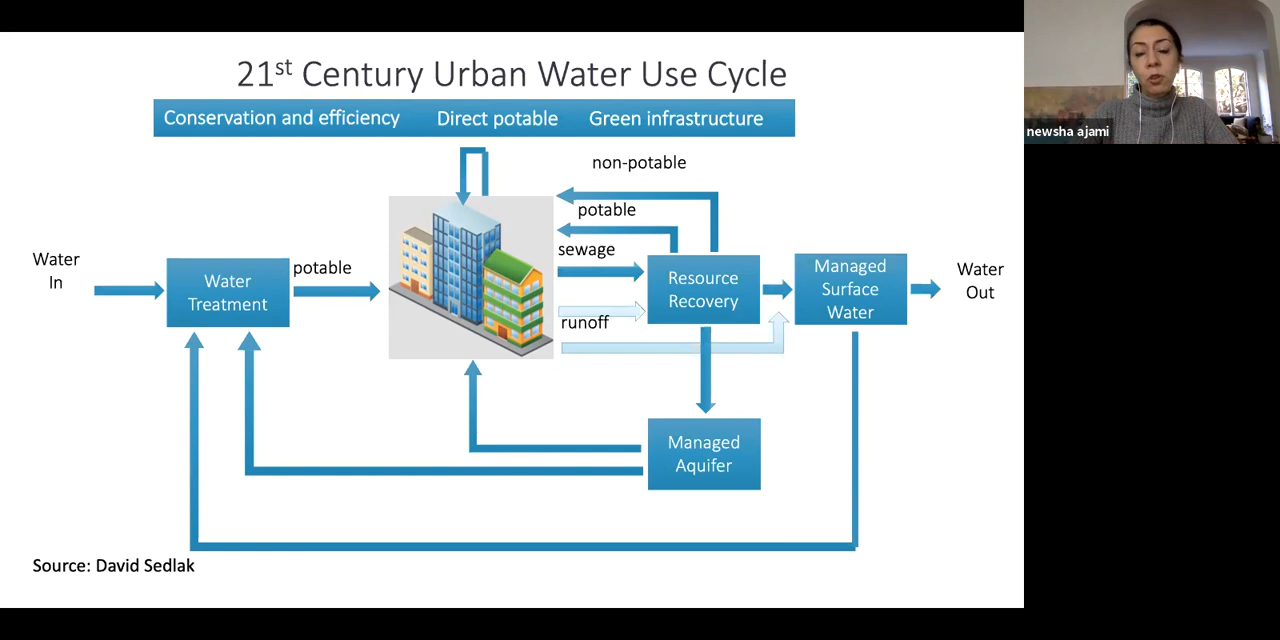 21st Century Urban Water Use Cycle
Conservation and efficiency
Direct potable
Green infrastructure
newsha ajami
non-potable
potable
sewage
Water
In
Water
Treatment
potable
Resource
Recovery
Managed
Surface
Water
Water
Out
runoff
Managed
Aquifer
Source: David Sedlak